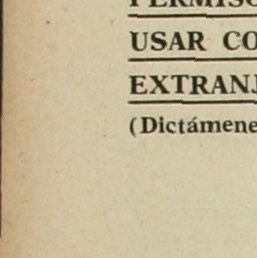 PERMISO
USAR CO
EXTRANJ
(Dictámene